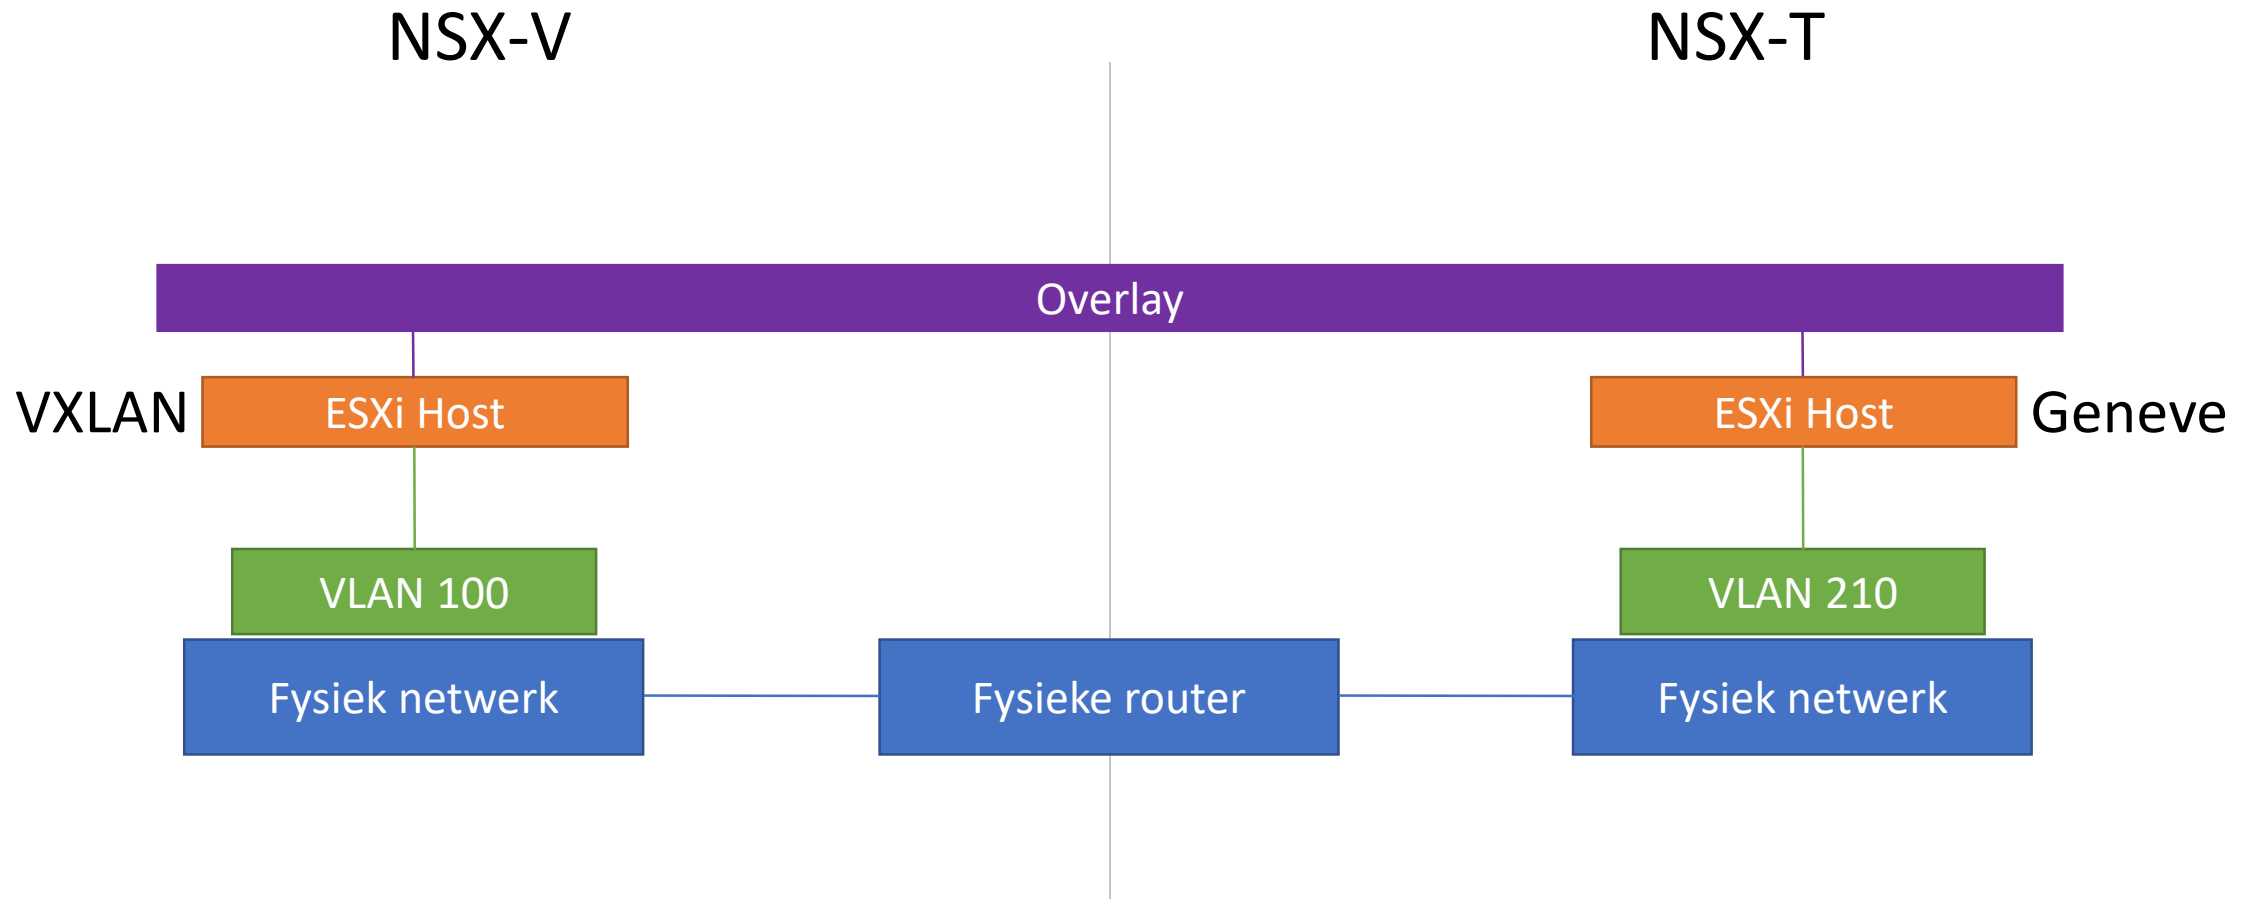 NSX-V
NSX-T
Overlay
VXLAN
ESXi Host
ESXi Host
Geneve
VLAN 100
VLAN 210
Fysiek netwerk
Fysieke router
Fysiek netwerk